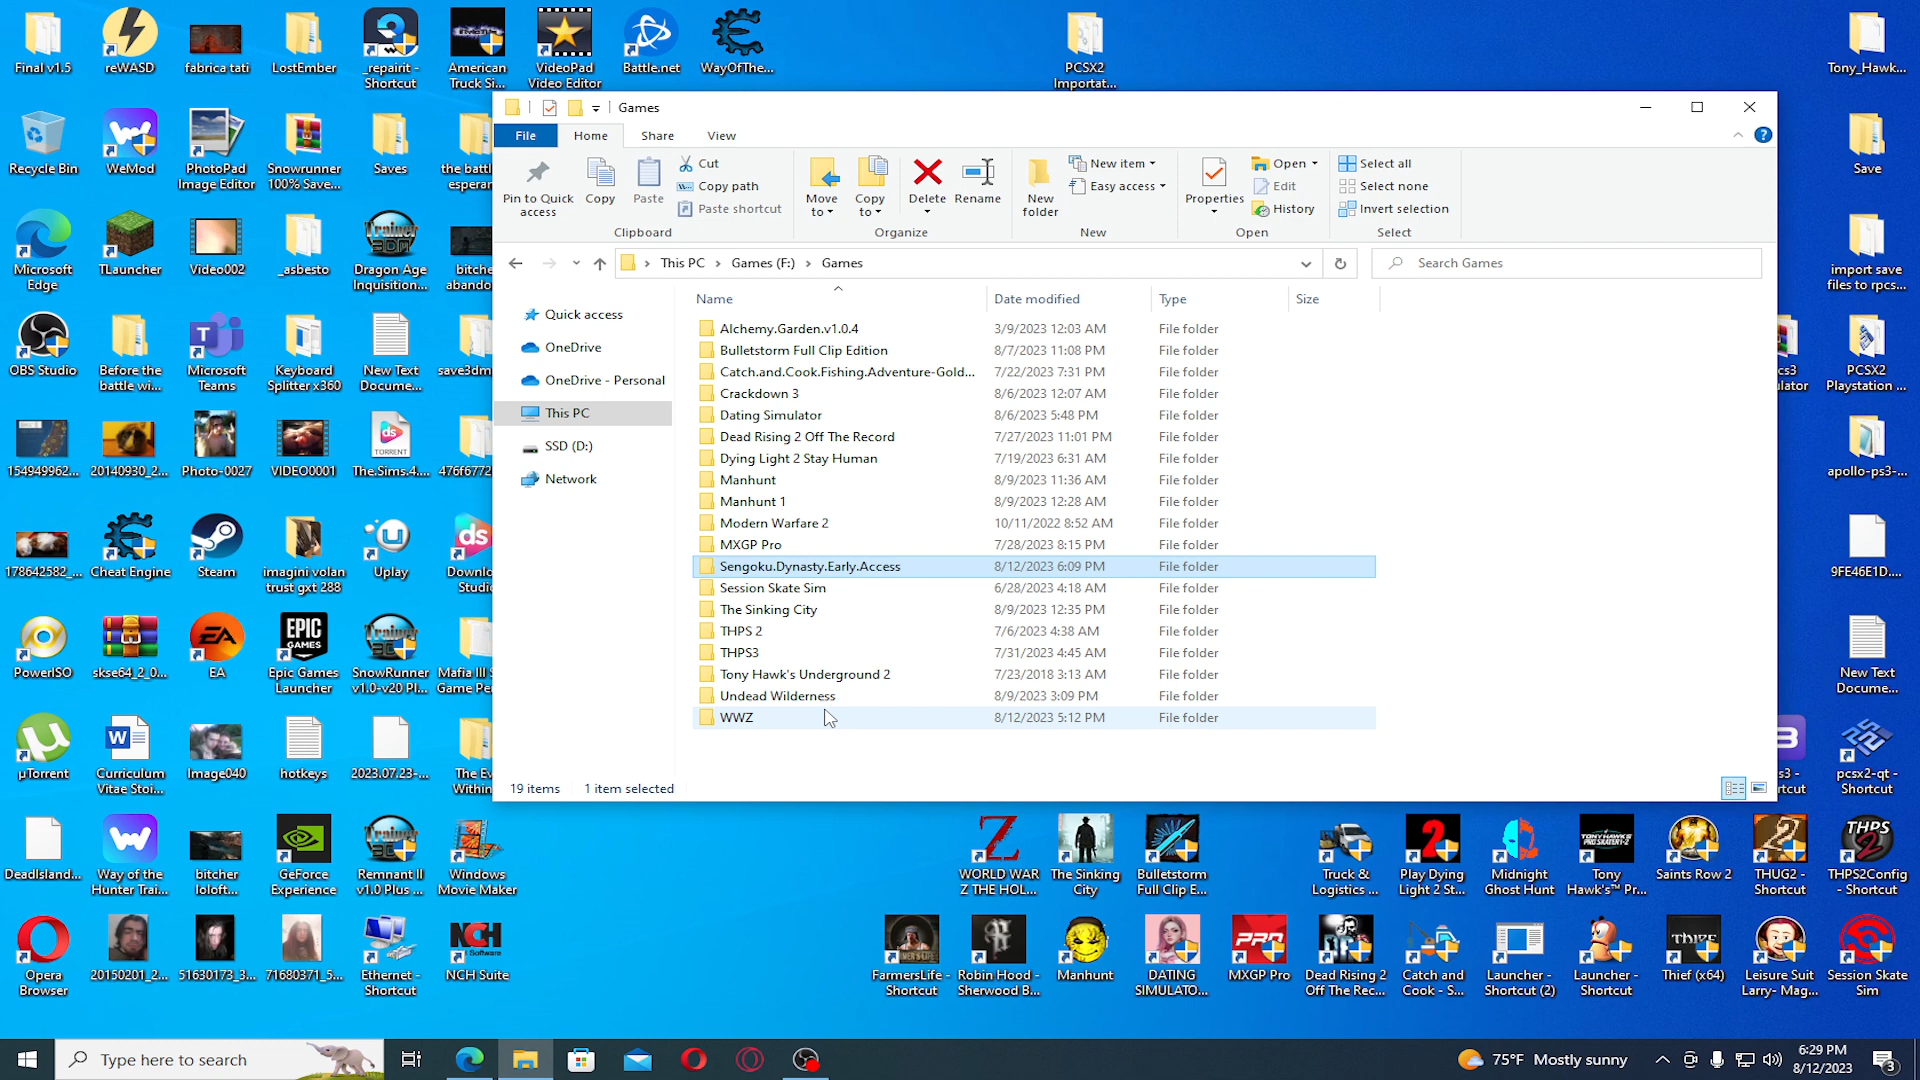 Final v1.5
reWASD
fabrica tati
LostEmber
_repairit -
Shortcut
American
Truck Si...
VideoPad
Video Editor
Battle.net
WayOfThe...
PCSX2
Importat...
Tony_Hawk...
Recycle Bin
WeMod
PhotoPad
Image Editor
Snowrunner
100% Save...
Saves
the battl
esperan
Save
Microsoft
Edge
TLauncher
Video002
_asbesto
Dragon Age
Inquisition...
bitche
abando
import save
files to rpcs...
OBS Studio
Before the
battle wi...
Microsoft
Teams
Keyboard
Splitter x360
New Text
Docume...
save3dm
cs3
ulator
PCSX2
Playstation ...
154949962...
20140930_2...
Photo-0027
VIDEO0001
TORRENT
The.Sims.4....
476f6772
apollo-ps3-...
178642582_...
Cheat Engine
Steam
imagini volan
trust gxt 288
Uplay
Downlo
Studi
9FE46E1D....
PowerISO
skse64_2_0...
EA
EPIC
GAMES
Epic Games
Launcher
SnowRunner
v1.0-v20 Pl...
Mafia III S
Game Per
New Text
Docume...
µTorrent
Curriculum
Vitae Stoi...
Image040
hotkeys
2023.07.23-...
The Ev
Within
s3 -
rtcut
pcsx2-qt -
Shortcut
DeadIsland...
Way of the
Hunter Trai...
bitcher
loloft...
GeForce
Experience
Remnant II
v1.0 Plus ...
Windows
Movie Maker
WORLD WAR
Z THE HOL...
The Sinking
City
Bulletstorm
Full Clip E...
Truck &
Logistics ...
Play Dying
Light 2 St...
Midnight
Ghost Hunt
Tony
Hawk's™ Pr...
Saints Row 2
THUG2 -
Shortcut
THPS2Config
- Shortcut
Opera
Browser
20150201_2...
51630173_3...
71680371_5...
Ethernet -
Shortcut
NCH Suite
FarmersLife -
Shortcut
Robin Hood -
Sherwood B...
Manhunt
DATING
SIMULATO...
MXGP Pro
Dead Rising 2
Off The Rec...
Catch and
Cook - S...
Launcher -
Shortcut (2)
Launcher -
Shortcut
Thief (x64)
Leisure Suit
Larry- Mag...
Session Skate
Sim
Games
File Home Share View
Pin to Quick
access
Copy
Paste
Cut
Copy path
Paste shortcut
Clipboard
Move
to
Copy
to
Delete
Rename
Organize
New
folder
New item
Easy access
New
Properties
Open
Edit
History
Open
Select all
Select none
Invert selection
Select
This PC > Games (F:) > Games
Search Games
Quick access
OneDrive
OneDrive - Personal
This PC
SSD (D:)
Network
Name Date modified Type Size
Alchemy.Garden.v1.0.4 3/9/2023 12:03 AM File folder
Bulletstorm Full Clip Edition 8/7/2023 11:08 PM File folder
Catch.and.Cook.Fishing.Adventure-Gold... 7/22/2023 7:31 PM File folder
Crackdown 3 8/6/2023 12:07 AM File folder
Dating Simulator 8/6/2023 5:48 PM File folder
Dead Rising 2 Off The Record 7/27/2023 11:01 PM File folder
Dying Light 2 Stay Human 7/19/2023 6:31 AM File folder
Manhunt 8/9/2023 11:36 AM File folder
Manhunt 1 8/9/2023 12:28 AM File folder
Modern Warfare 2 10/11/2022 8:52 AM File folder
MXGP Pro 7/28/2023 8:15 PM File folder
Sengoku.Dynasty.Early.Access 8/12/2023 6:09 PM File folder
Session Skate Sim 6/28/2023 4:18 AM File folder
The Sinking City 8/9/2023 12:35 PM File folder
THPS 2 7/6/2023 4:38 AM File folder
THPS3 7/31/2023 4:45 AM File folder
Tony Hawk's Underground 2 7/23/2018 3:13 AM File folder
Undead Wilderness 8/9/2023 3:09 PM File folder
WWZ 8/12/2023 5:12 PM File folder
19 items 1 item selected
Type here to search
75°F Mostly sunny
6:29 PM
8/12/2023
3